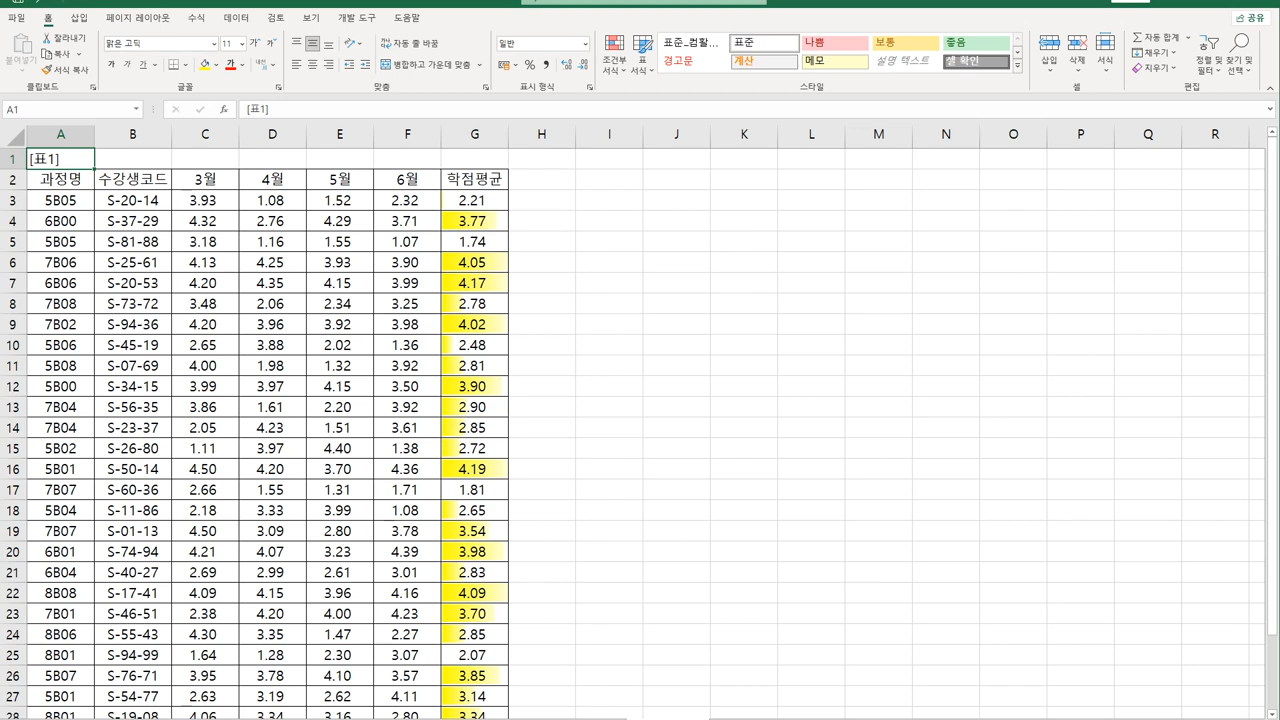 파일 홈 삽입 페이지 레이아웃 수식 데이터 검토 보기 개발 도구 도움말 공유
잘라내기 맑은 고딕 11 가 가 자동 줄 바꿈 일반 표준_컴활... 표준 나쁨 보통 좋음 자동 합계
붙여넣기 복사 조건부 서식 표 서식 삽입 삭제 서식 채우기 정렬 및 필터 찾기 및 선택
서식 복사 가 가 가 가 내천 병합하고 가운데 맞춤 % 경고문 계산 메모 설명 텍스트 셀 확인 지우기
클립보드 글꼴 맞춤 표시 형식 스타일 셀 편집
A1 fx [표1]
A B C D E F G H I J K L M N O P Q R
1 [표1]
2 과정명 수강생코드 3월 4월 5월 6월 학점평균
3 5B05 S-20-14 3.93 1.08 1.52 2.32 2.21
4 6B00 S-37-29 4.32 2.76 4.29 3.71 3.77
5 5B05 S-81-88 3.18 1.16 1.55 1.07 1.74
6 7B06 S-25-61 4.13 4.25 3.93 3.90 4.05
7 6B06 S-20-53 4.20 4.35 4.15 3.99 4.17
8 7B08 S-73-72 3.48 2.06 2.34 3.25 2.78
9 7B02 S-94-36 4.20 3.96 3.92 3.98 4.02
10 5B06 S-45-19 2.65 3.88 2.02 1.36 2.48
11 5B08 S-07-69 4.00 1.98 1.32 3.92 2.81
12 5B00 S-34-15 3.99 3.97 4.15 3.50 3.90
13 7B04 S-56-35 3.86 1.61 2.20 3.92 2.90
14 7B04 S-23-37 2.05 4.23 1.51 3.61 2.85
15 5B02 S-26-80 1.11 3.97 4.40 1.38 2.72
16 5B01 S-50-14 4.50 4.20 3.70 4.36 4.19
17 7B07 S-60-36 2.66 1.55 1.31 1.71 1.81
18 5B04 S-11-86 2.18 3.33 3.99 1.08 2.65
19 7B07 S-01-13 4.50 3.09 2.80 3.78 3.54
20 6B01 S-74-94 4.21 4.07 3.23 4.39 3.98
21 6B04 S-40-27 2.69 2.99 2.61 3.01 2.83
22 8B08 S-17-41 4.09 4.15 3.96 4.16 4.09
23 7B01 S-46-51 2.38 4.20 4.00 4.23 3.70
24 8B06 S-55-43 4.30 3.35 1.47 2.27 2.85
25 8B01 S-94-99 1.64 1.28 2.30 3.07 2.07
26 5B07 S-76-71 3.95 3.78 4.10 3.57 3.85
27 5B01 S-54-77 2.63 3.19 2.62 4.11 3.14
28 8B01 S-19-08 4.06 3.34 3.16 2.80 3.34